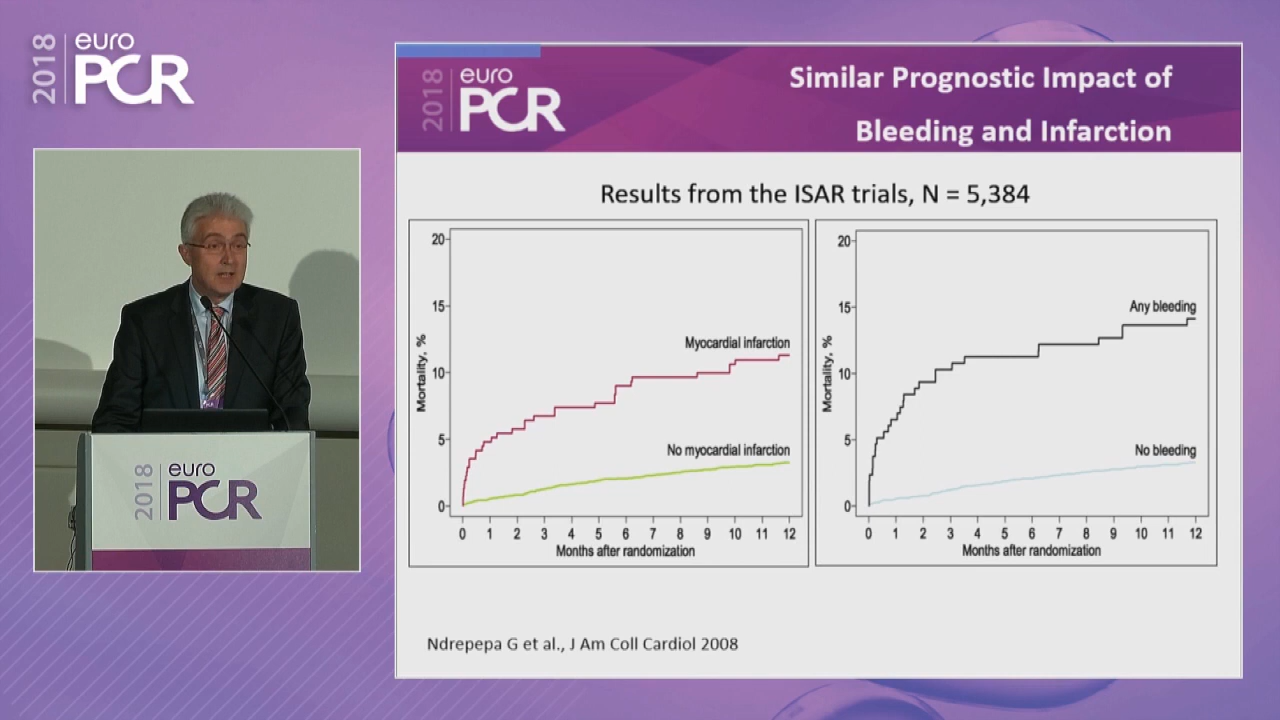 2018 euro
PCR
2018 euro
PCR
Similar Prognostic Impact of
Bleeding and Infarction
Results from the ISAR trials, N = 5,384
20
15
10
5
0
Mortality, %
Myocardial infarction
No myocardial infarction
0 1 2 3 4 5 6 7 8 9 10 11 12
Months after randomization
20
15
10
5
0
Mortality, %
Any bleeding
No bleeding
0 1 2 3 4 5 6 7 8 9 10 11 12
Months after randomization
Ndrepepa G et al., J Am Coll Cardiol 2008
2018 euro
PCR